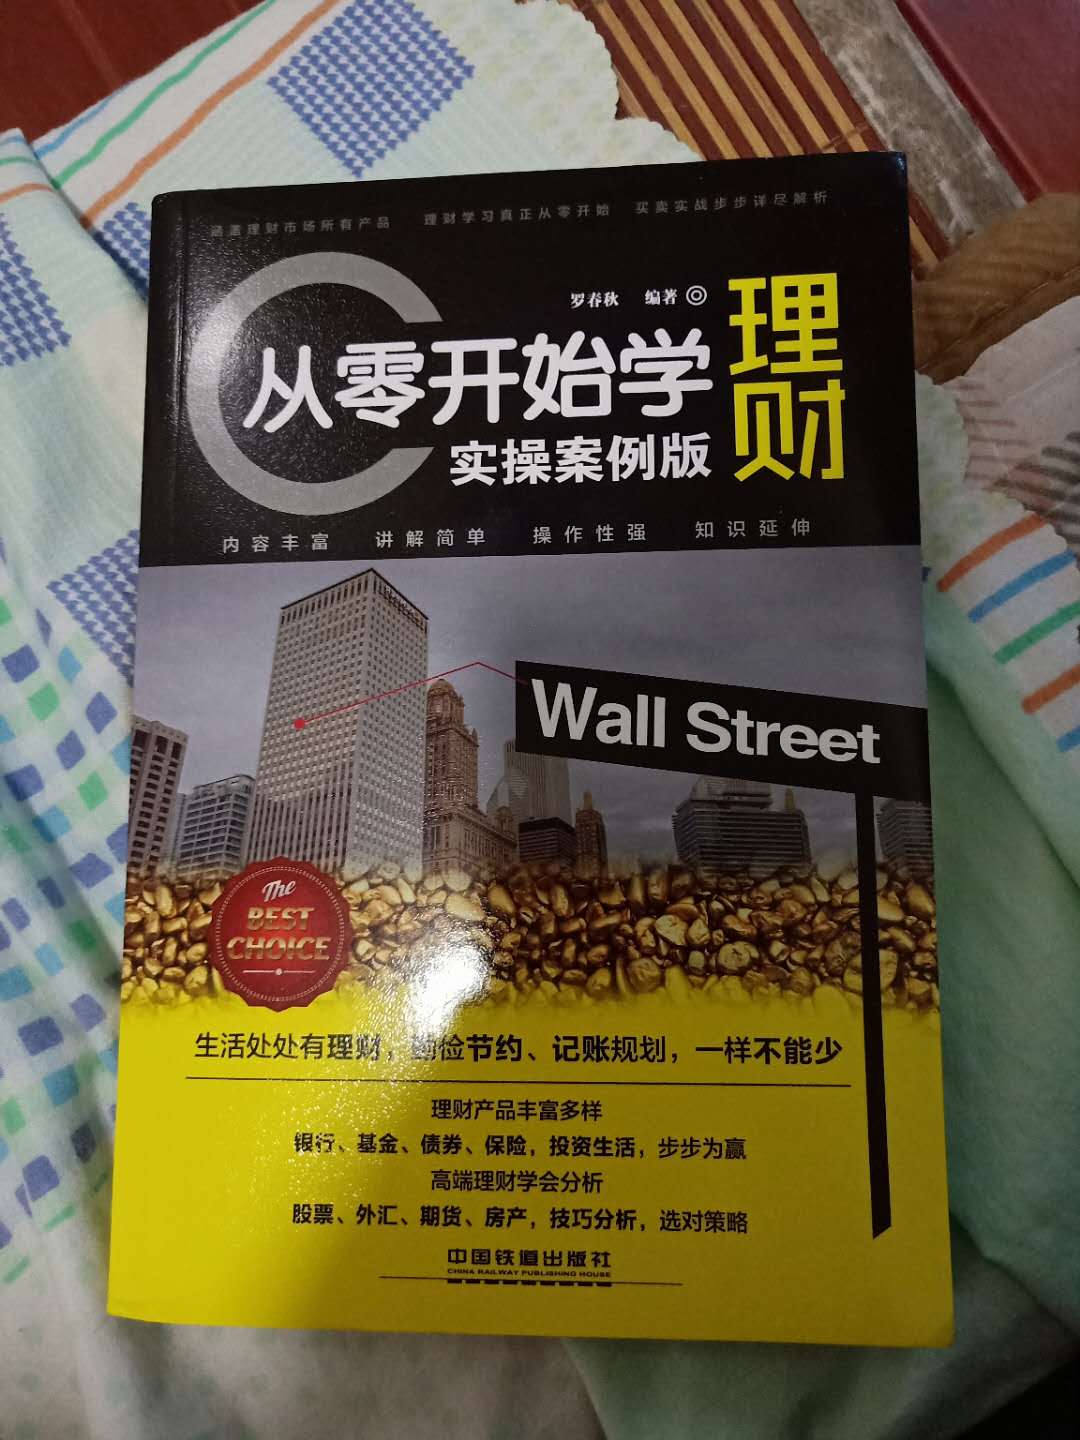 涵盖理财市场所有产品 理财学习真正从零开始 买卖实战步步详尽解析
罗春秋 编著
从零开始学
理财
实操案例版
内容丰富 讲解简单 操作性强 知识延伸
Wall Street
The
BEST
CHOICE
生活处处有理财，勤俭节约、记账规划，一样不能少
理财产品丰富多样
银行、基金、债券、保险，投资生活，步步为赢
高端理财学会分析
股票、外汇、期货、房产，技巧分析，选对策略
中国铁道出版社
CHINA RAILWAY PUBLISHING HOUSE